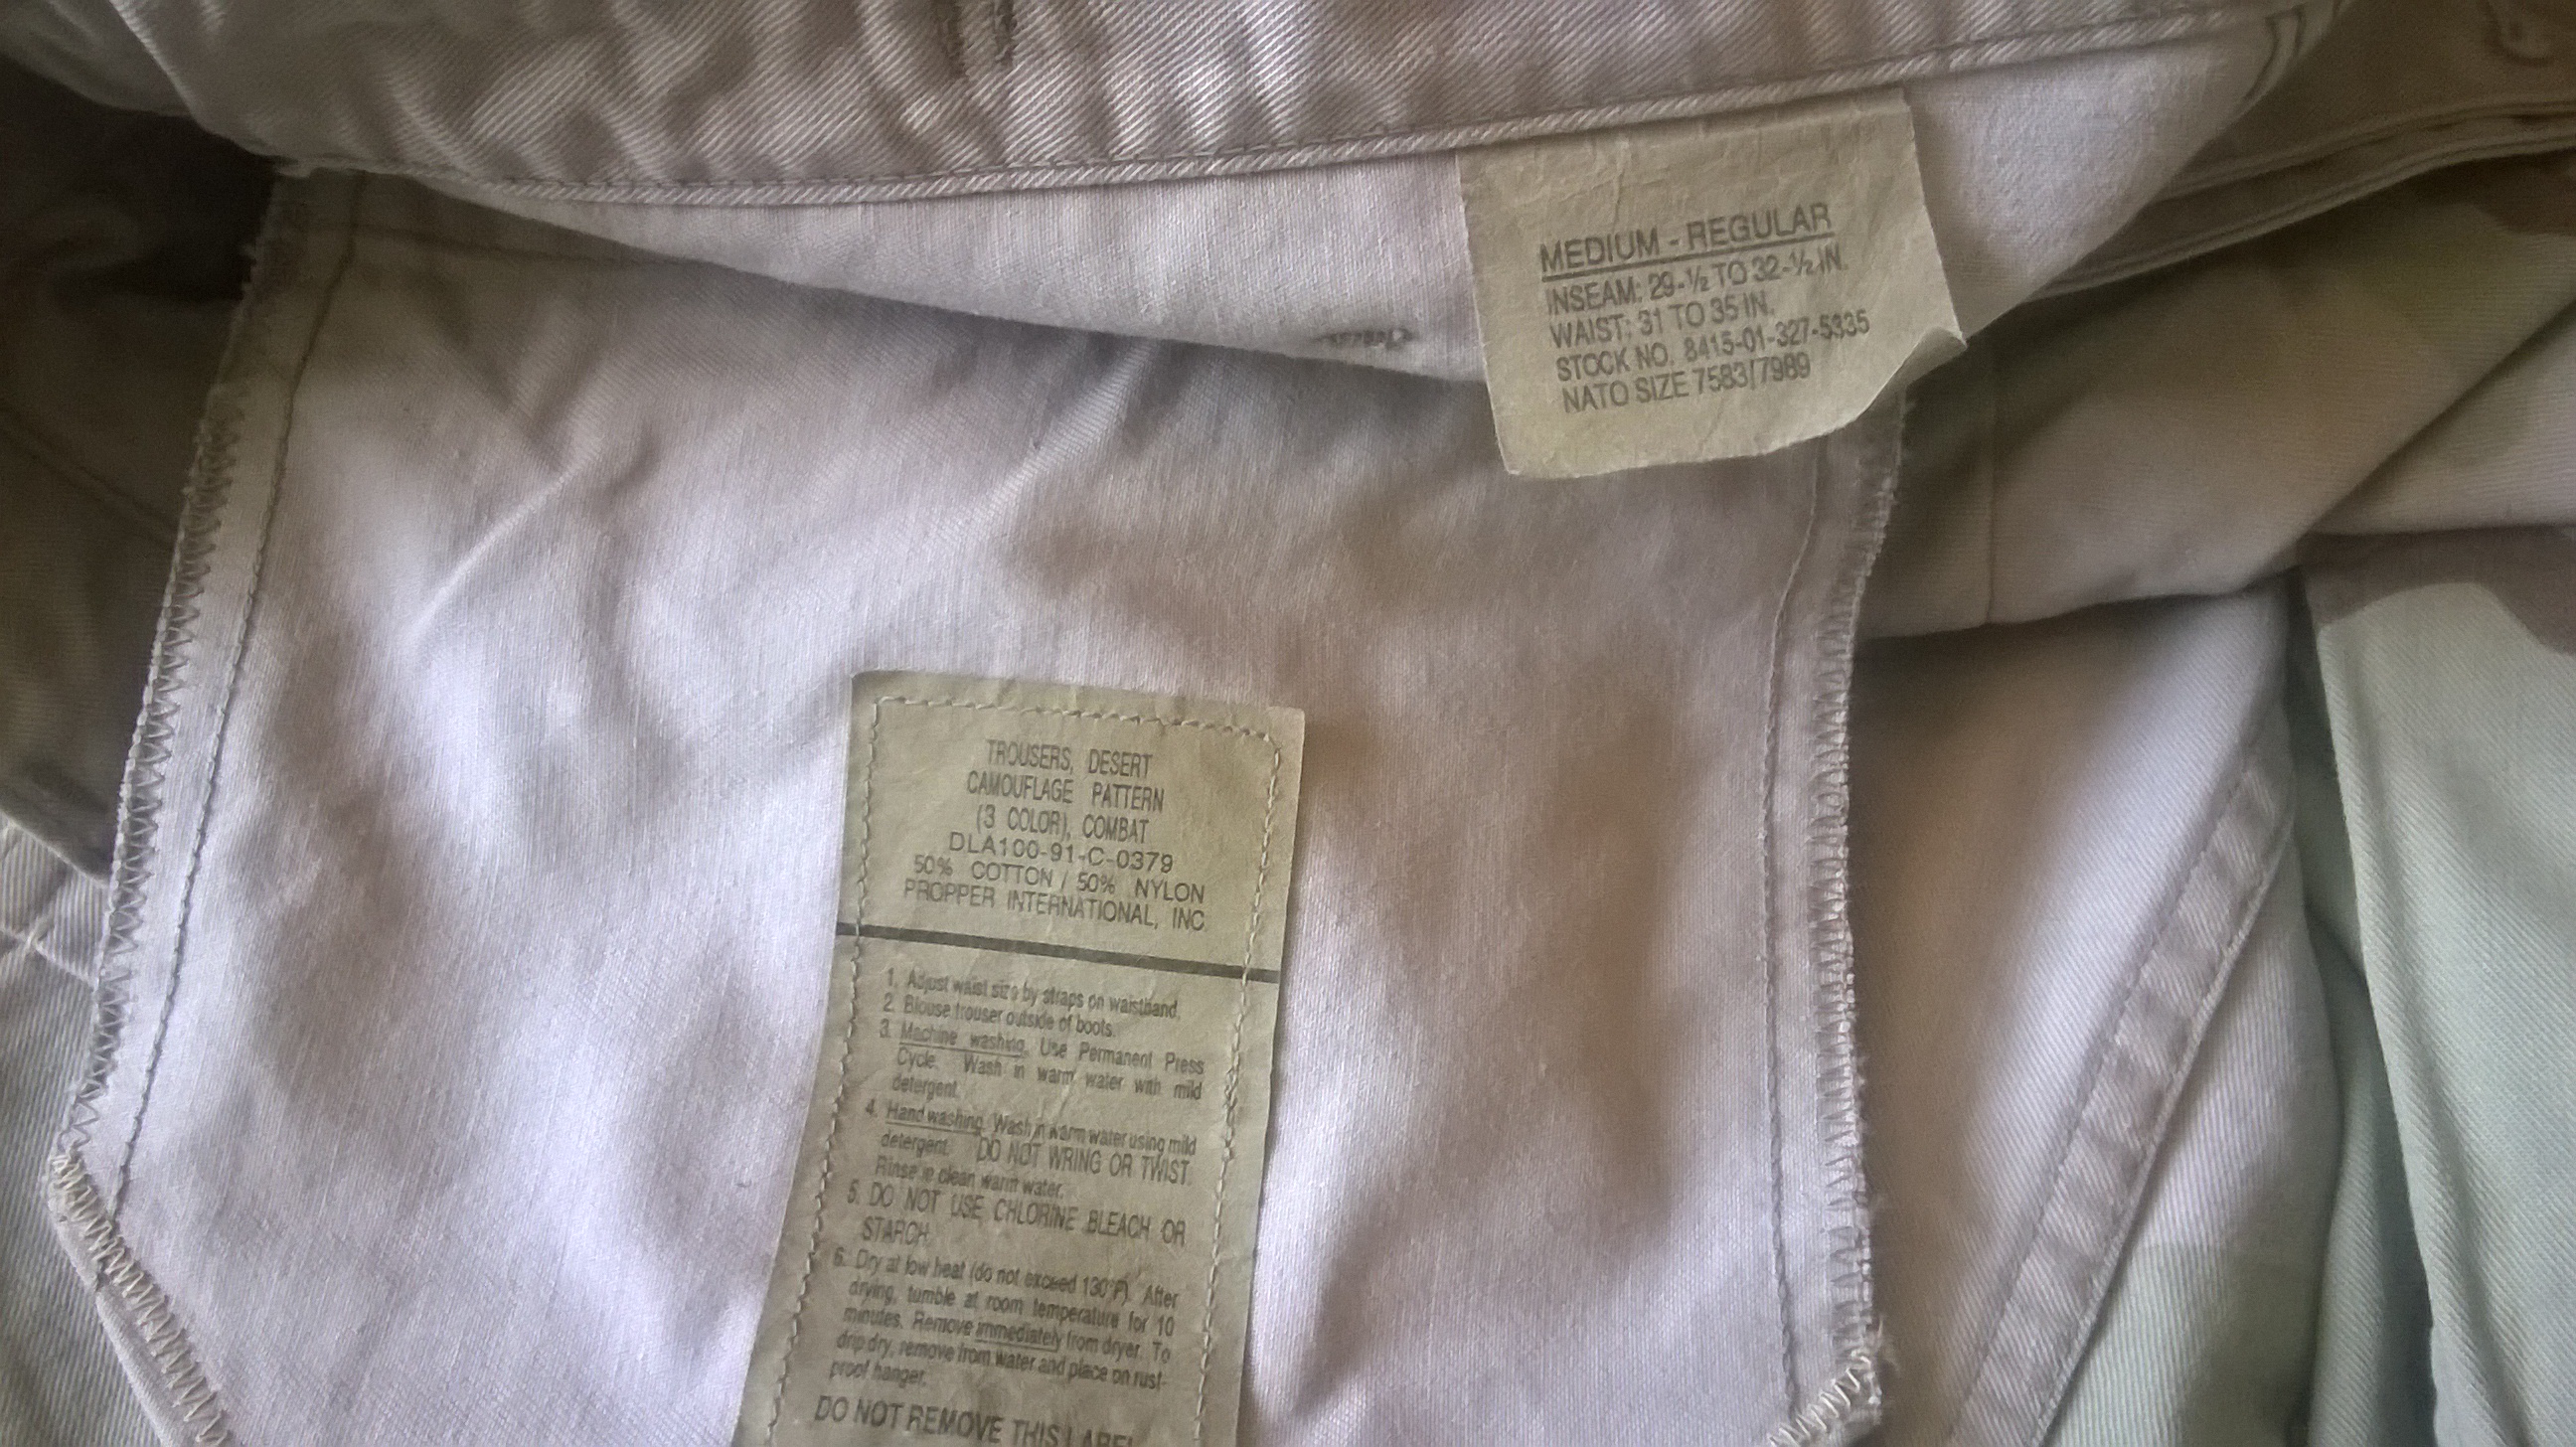 MEDIUM - REGULAR
INSEAM: 29-½ TO 32-½ IN.
WAIST: 31 TO 35 IN.
STOCK NO. 8415-01-327-5335
NATO SIZE 7583/7989
TROUSERS, DESERT
CAMOUFLAGE PATTERN
(3 COLOR), COMBAT
DLA100-91-C-0379
50% COTTON / 50% NYLON
PROPPER INTERNATIONAL, INC.
1. Adjust waist size by straps on waistband.
2. Blouse trouser outside of boots.
3. Machine washing. Use Permanent Press
Cycle. Wash in warm water with mild
detergent.
4. Hand washing. Wash in warm water using mild
detergent. DO NOT WRING OR TWIST.
Rinse in clean warm water.
5. DO NOT USE CHLORINE BLEACH OR
STARCH.
6. Dry at low heat (do not exceed 130°F). After
drying, tumble at room temperature for 10
minutes. Remove immediately from dryer. To
drip dry, remove from water and place on rust-
proof hanger.
DO NOT REMOVE THIS LABEL